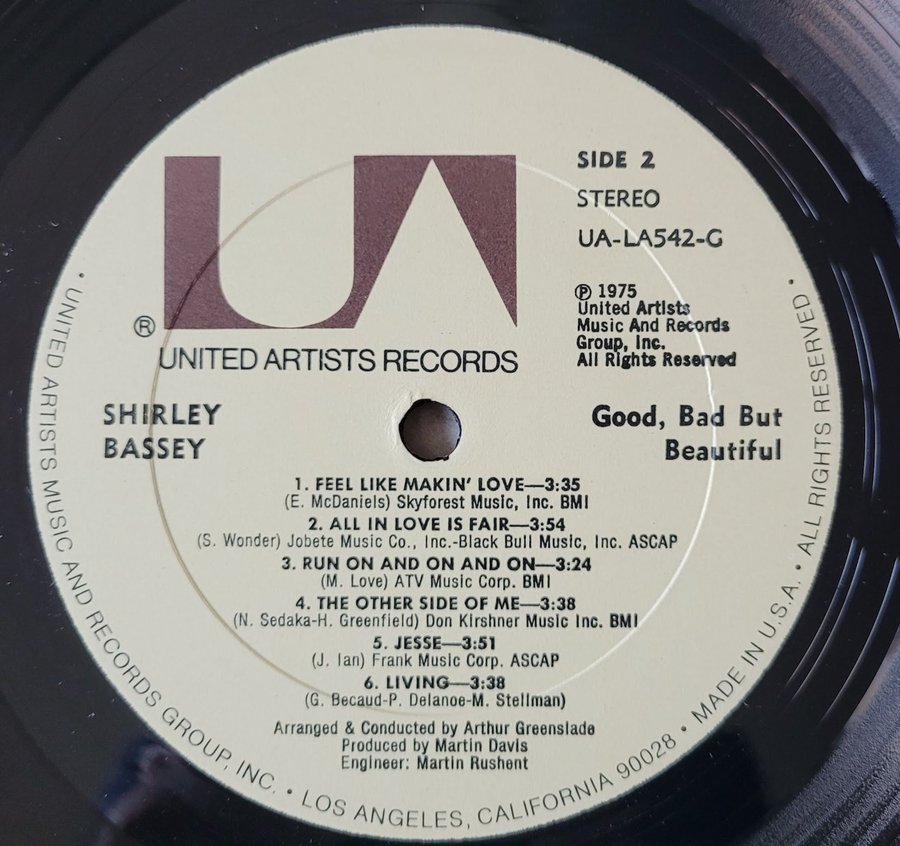 UA
®
UNITED ARTISTS RECORDS
SIDE 2
STEREO
UA-LA542-G
℗ 1975
United Artists
Music And Records
Group, Inc.
All Rights Reserved
SHIRLEY
BASSEY
Good, Bad But
Beautiful
1. FEEL LIKE MAKIN' LOVE—3:35
(E. McDaniels) Skyforest Music, Inc. BMI
2. ALL IN LOVE IS FAIR—3:54
(S. Wonder) Jobete Music Co., Inc.-Black Bull Music, Inc. ASCAP
3. RUN ON AND ON AND ON—3:24
(M. Love) ATV Music Corp. BMI
4. THE OTHER SIDE OF ME—3:38
(N. Sedaka-H. Greenfield) Don Kirshner Music Inc. BMI
5. JESSE—3:51
(J. Ian) Frank Music Corp. ASCAP
6. LIVING—3:38
(G. Becaud-P. Delanoe-M. Stellman)
Arranged & Conducted by Arthur Greenslade
Produced by Martin Davis
Engineer: Martin Rushent
• UNITED ARTISTS MUSIC AND RECORDS GROUP, INC. • LOS ANGELES, CALIFORNIA 90028 • MADE IN U.S.A. • ALL RIGHTS RESERVED •